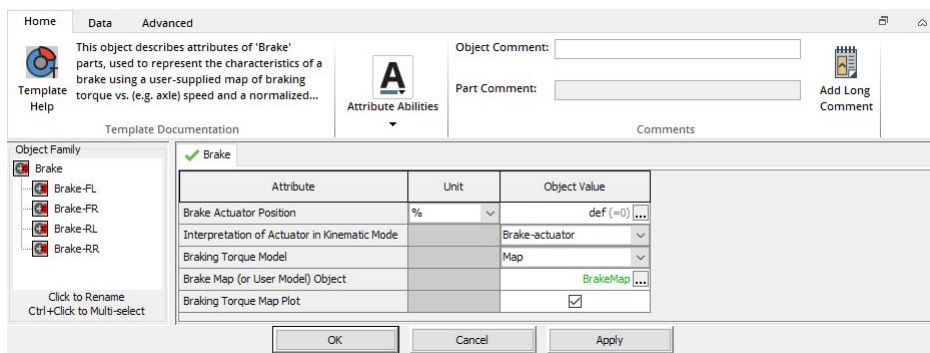 Home Data Advanced
This object describes attributes of 'Brake'
parts, used to represent the characteristics of a
brake using a user-supplied map of braking
torque vs. (e.g. axle) speed and a normalized...
Template
Help
Template Documentation
A
Attribute Abilities
Object Comment:
Part Comment:
Add Long
Comment
Comments
Object Family
Brake
Brake-FL
Brake-FR
Brake-RL
Brake-RR
Click to Rename
Ctrl+Click to Multi-select
Brake
Attribute Unit Object Value
Brake Actuator Position % def (=0) ...
Interpretation of Actuator in Kinematic Mode Brake-actuator
Braking Torque Model Map
Brake Map (or User Model) Object BrakeMap ...
Braking Torque Map Plot
OK Cancel Apply